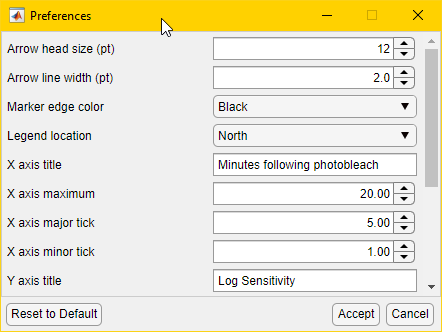 Preferences
Arrow head size (pt) 12
Arrow line width (pt) 2.0
Marker edge color Black
Legend location North
X axis title Minutes following photobleach
X axis maximum 20.00
X axis major tick 5.00
X axis minor tick 1.00
Y axis title Log Sensitivity
Reset to Default Accept Cancel